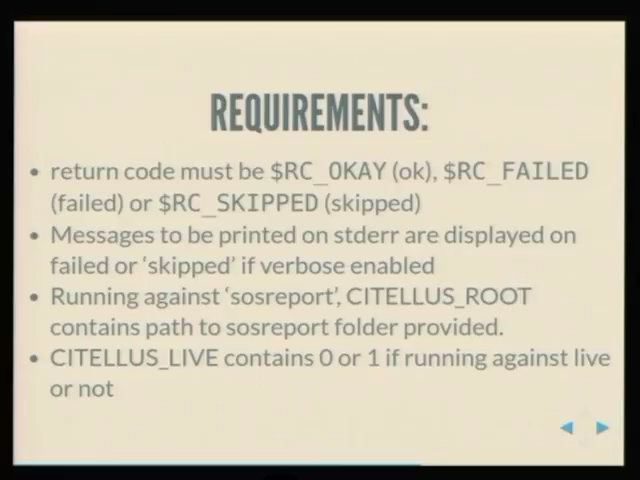 REQUIREMENTS:
• return code must be $RC_OKAY (ok), $RC_FAILED
(failed) or $RC_SKIPPED (skipped)
• Messages to be printed on stderr are displayed on
failed or ‘skipped’ if verbose enabled
• Running against ‘sosreport’, CITELLUS_ROOT
contains path to sosreport folder provided.
• CITELLUS_LIVE contains 0 or 1 if running against live
or not